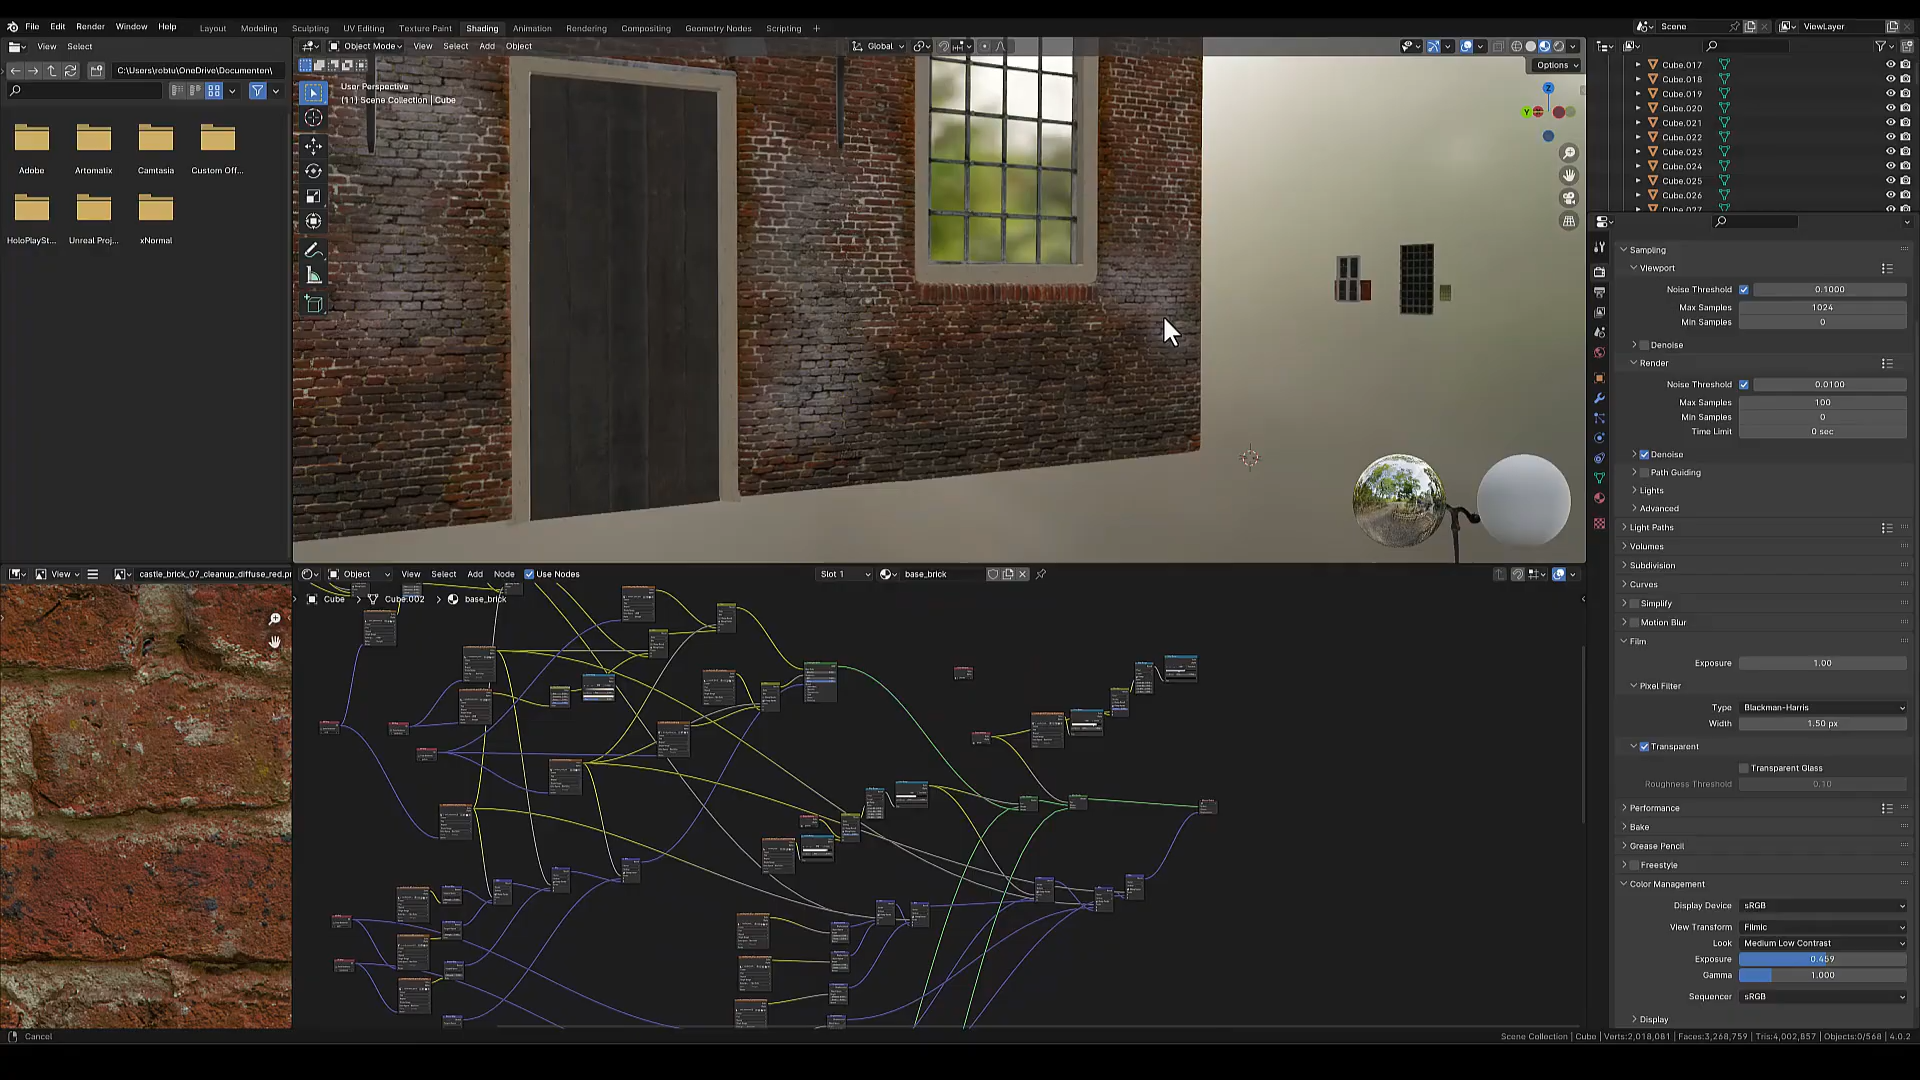 File Edit Render Window Help
Layout Modeling Sculpting UV Editing Texture Paint Shading Animation Rendering Compositing Geometry Nodes Scripting +
Scene
ViewLayer
View Select
C:\Users\robtu\OneDrive\Documenten\
Adobe
Artomatix
Camtasia
Custom Off...
HoloPlaySt...
Unreal Proj...
xNormal
Object Mode View Select Add Object
Global
Options
User Perspective
(11) Scene Collection | Cube
Z
Y
Cube.017
Cube.018
Cube.019
Cube.020
Cube.021
Cube.022
Cube.023
Cube.024
Cube.025
Cube.026
Cube.027
Sampling
Viewport
Noise Threshold 0.1000
Max Samples 1024
Min Samples 0
Denoise
Render
Noise Threshold 0.0100
Max Samples 100
Min Samples 0
Time Limit 0 sec
Denoise
Path Guiding
Lights
Advanced
Light Paths
Volumes
Subdivision
Curves
Simplify
Motion Blur
Film
Exposure 1.00
Pixel Filter
Type Blackman-Harris
Width 1.50 px
Transparent
Transparent Glass
Roughness Threshold 0.10
Performance
Bake
Grease Pencil
Freestyle
Color Management
Display Device sRGB
View Transform Filmic
Look Medium Low Contrast
Exposure 0.459
Gamma 1.000
Sequencer sRGB
Display
View
castle_brick_07_cleanup_diffuse_red.pr
Object View Select Add Node Use Nodes
Slot 1
base_brick
Cube > Cube.002 > base_brick
Cancel
Scene Collection | Cube | Verts:2,018,081 | Faces:3,268,759 | Tris:4,002,857 | Objects:0/568 | 4.0.2